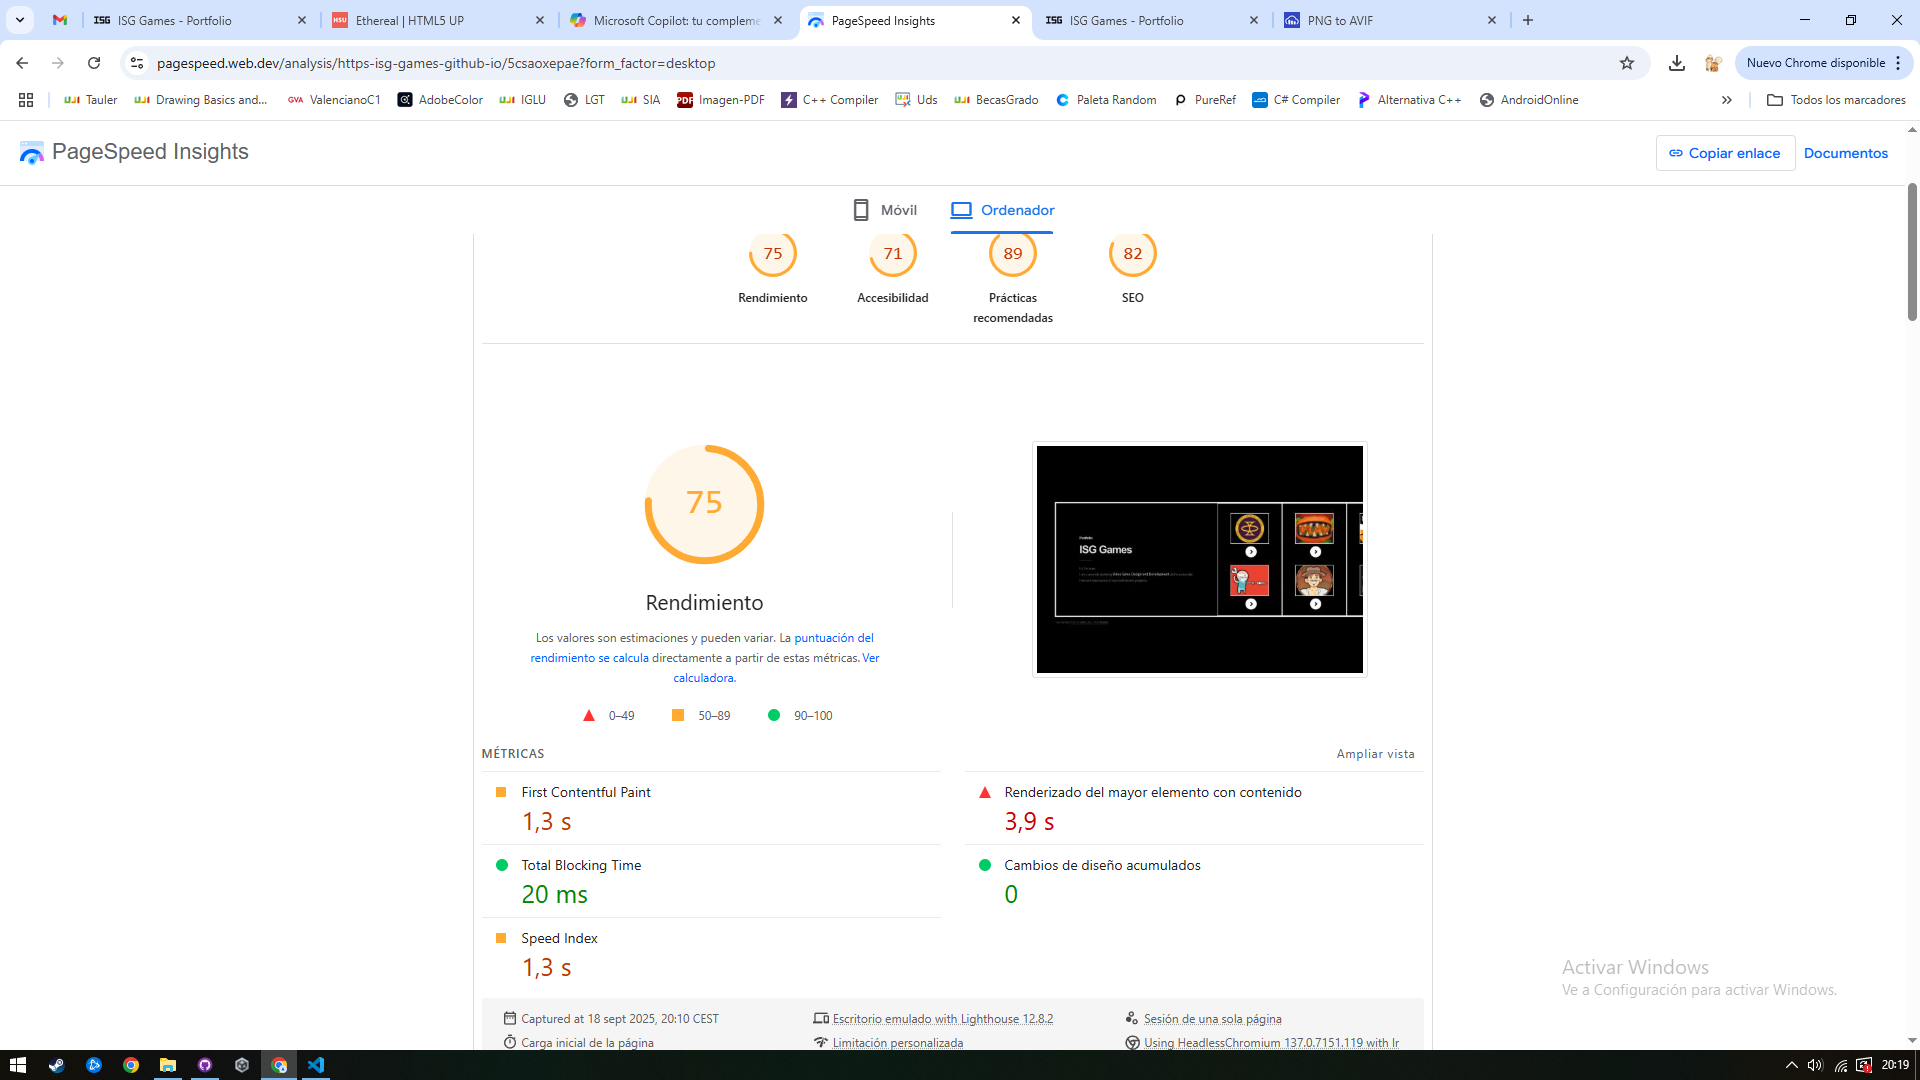 ISG ISG Games - Portfolio
HSU Ethereal | HTML5 UP
Microsoft Copilot: tu compleme
PageSpeed Insights
ISG ISG Games - Portfolio
PNG to AVIF
pagespeed.web.dev/analysis/https-isg-games-github-io/5csaoxepae?form_factor=desktop
Nuevo Chrome disponible
Tauler
Drawing Basics and...
GVA ValencianoC1
AdobeColor
IGLU
LGT
SIA
PDF Imagen-PDF
C++ Compiler
Uds
BecasGrado
Paleta Random
PureRef
C# Compiler
Alternativa C++
AndroidOnline
Todos los marcadores
PageSpeed Insights
Copiar enlace
Documentos
Móvil
Ordenador
75
71
89
82
Rendimiento
Accesibilidad
Prácticas
recomendadas
SEO
75
Portfolio
ISG Games
Rendimiento
Los valores son estimaciones y pueden variar. La puntuación del
rendimiento se calcula directamente a partir de estas métricas. Ver
calculadora.
0–49
50–89
90–100
MÉTRICAS
Ampliar vista
First Contentful Paint
1,3 s
Renderizado del mayor elemento con contenido
3,9 s
Total Blocking Time
20 ms
Cambios de diseño acumulados
0
Speed Index
1,3 s
Captured at 18 sept 2025, 20:10 CEST
Escritorio emulado with Lighthouse 12.8.2
Sesión de una sola página
Carga inicial de la página
Limitación personalizada
Using HeadlessChromium 137.0.7151.119 with lr
Activar Windows
Ve a Configuración para activar Windows.
20:19